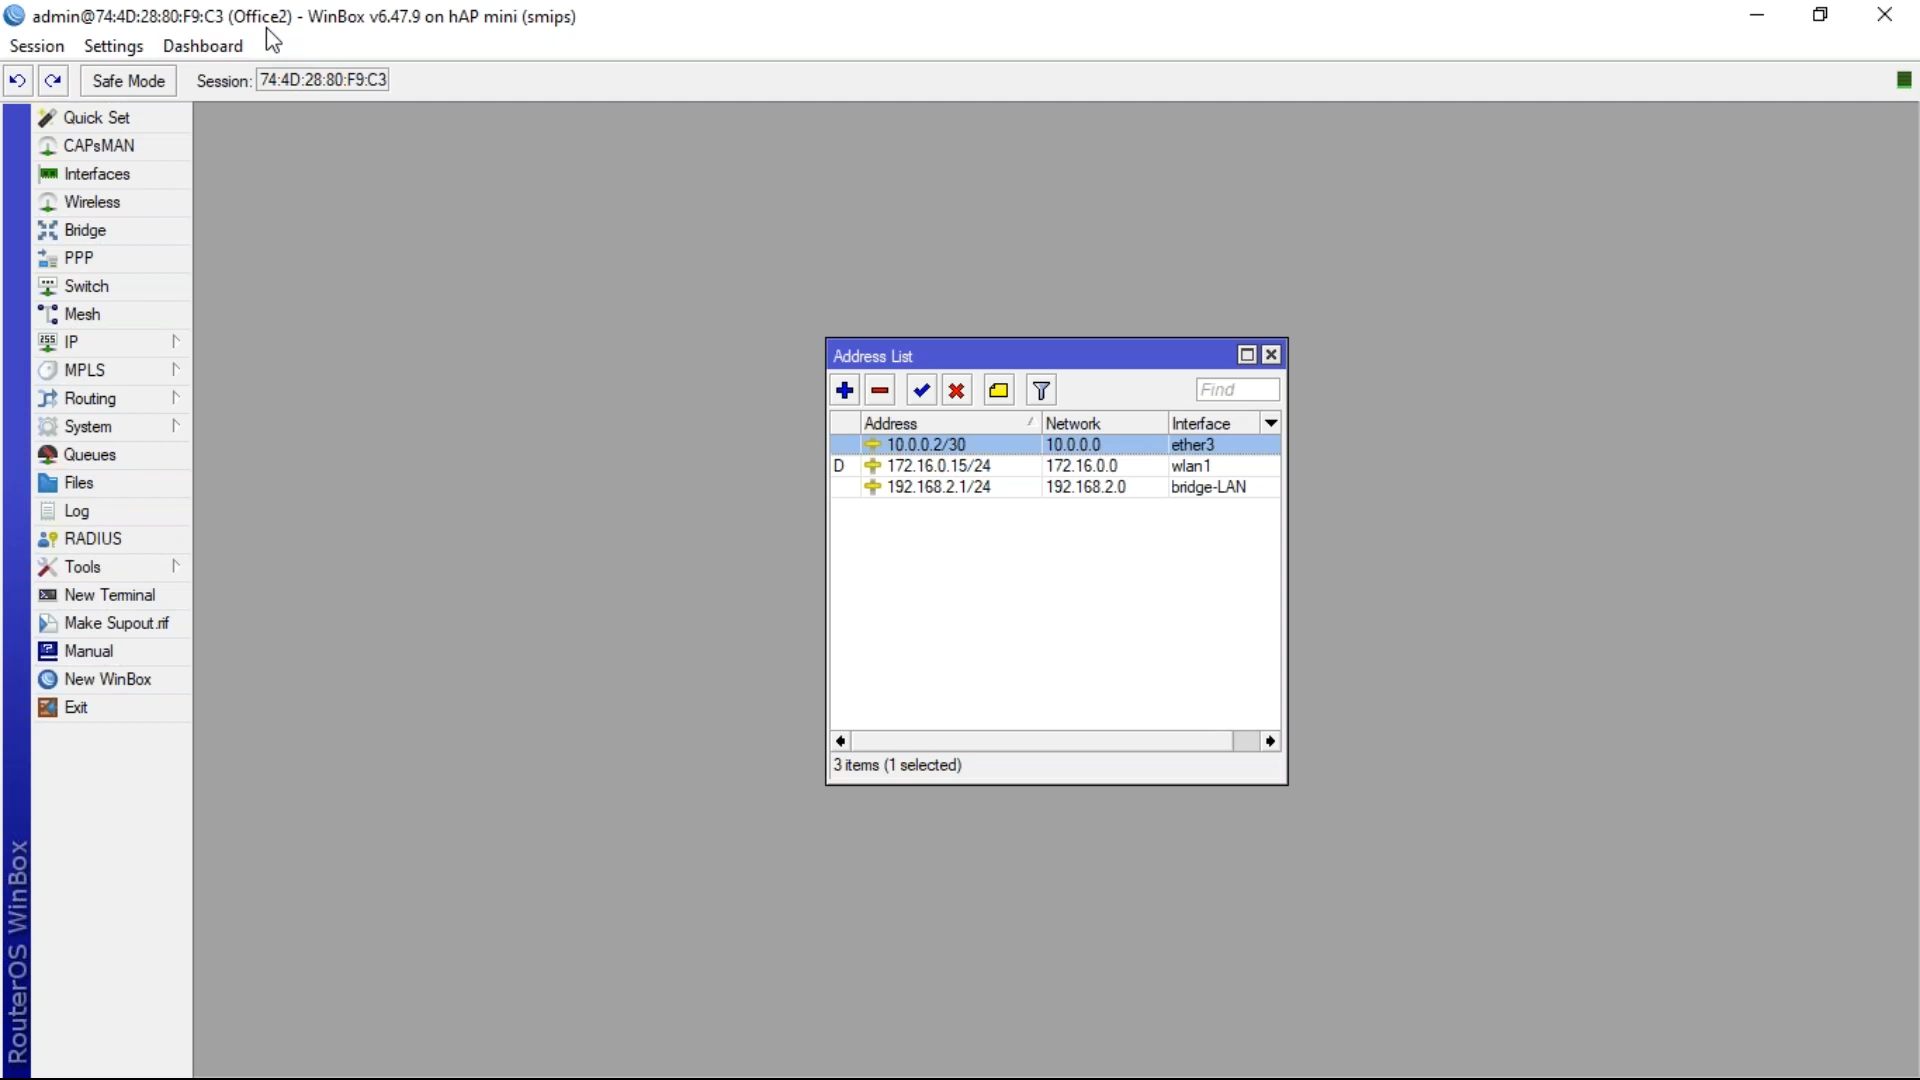 admin@74:4D:28:80:F9:C3 (Office2) - WinBox v6.47.9 on hAP mini (smips)
Session Settings Dashboard
Safe Mode Session: 74:4D:28:80:F9:C3
Quick Set
CAPsMAN
Interfaces
Wireless
Bridge
PPP
Switch
Mesh
IP
MPLS
Routing
System
Queues
Files
Log
RADIUS
Tools
New Terminal
Make Supout.rif
Manual
New WinBox
Exit
RouterOS WinBox
Address List
Find
Address Network Interface
10.0.0.2/30 10.0.0.0 ether3
D 172.16.0.15/24 172.16.0.0 wlan1
192.168.2.1/24 192.168.2.0 bridge-LAN
3 items (1 selected)